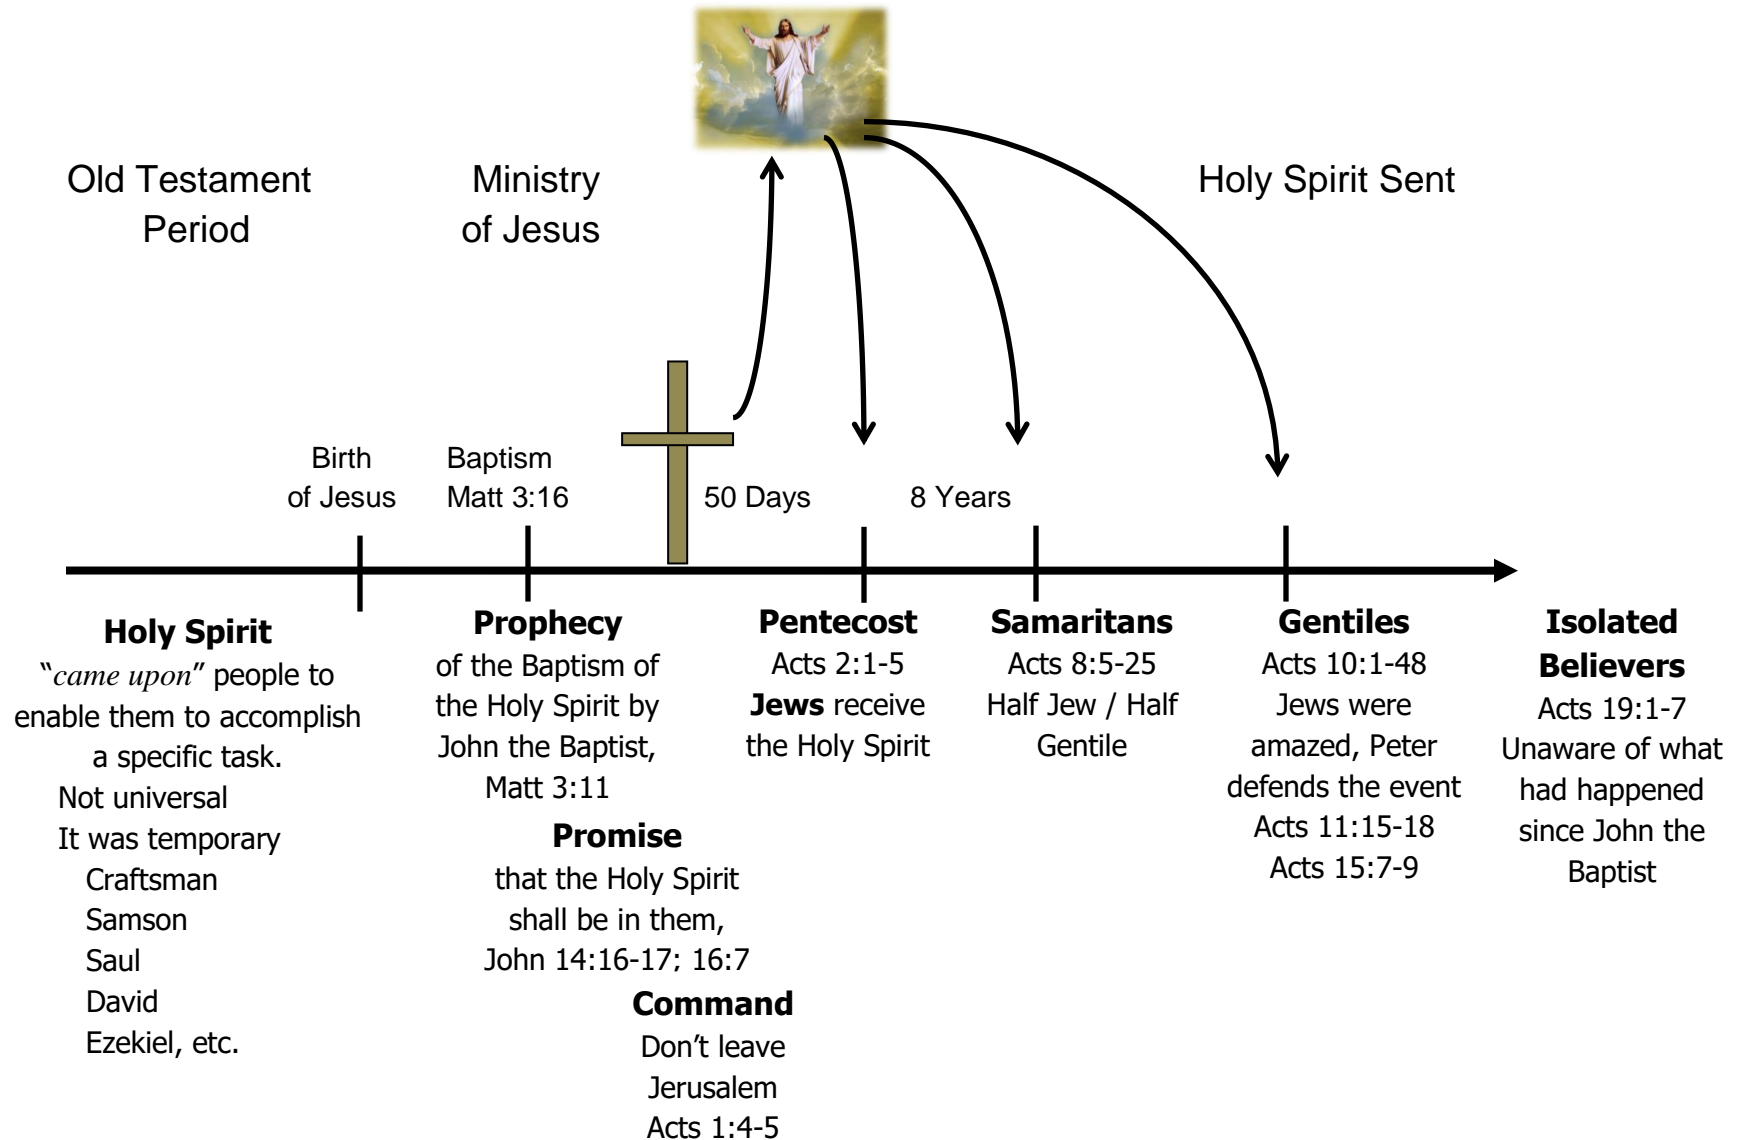 Old Testament
Period
Ministry
of Jesus
Holy Spirit Sent
Birth
of Jesus
Baptism
Matt 3:16
50 Days
8 Years
Holy Spirit
“came upon” people to
enable them to accomplish
a specific task.
Not universal
It was temporary
Craftsman
Samson
Saul
David
Ezekiel, etc.
Prophecy
of the Baptism of
the Holy Spirit by
John the Baptist,
Matt 3:11
Promise
that the Holy Spirit
shall be in them,
John 14:16-17; 16:7
Command
Don’t leave
Jerusalem
Acts 1:4-5
Pentecost
Acts 2:1-5
Jews receive
the Holy Spirit
Samaritans
Acts 8:5-25
Half Jew / Half
Gentile
Gentiles
Acts 10:1-48
Jews were
amazed, Peter
defends the event
Acts 11:15-18
Acts 15:7-9
Isolated
Believers
Acts 19:1-7
Unaware of what
had happened
since John the
Baptist